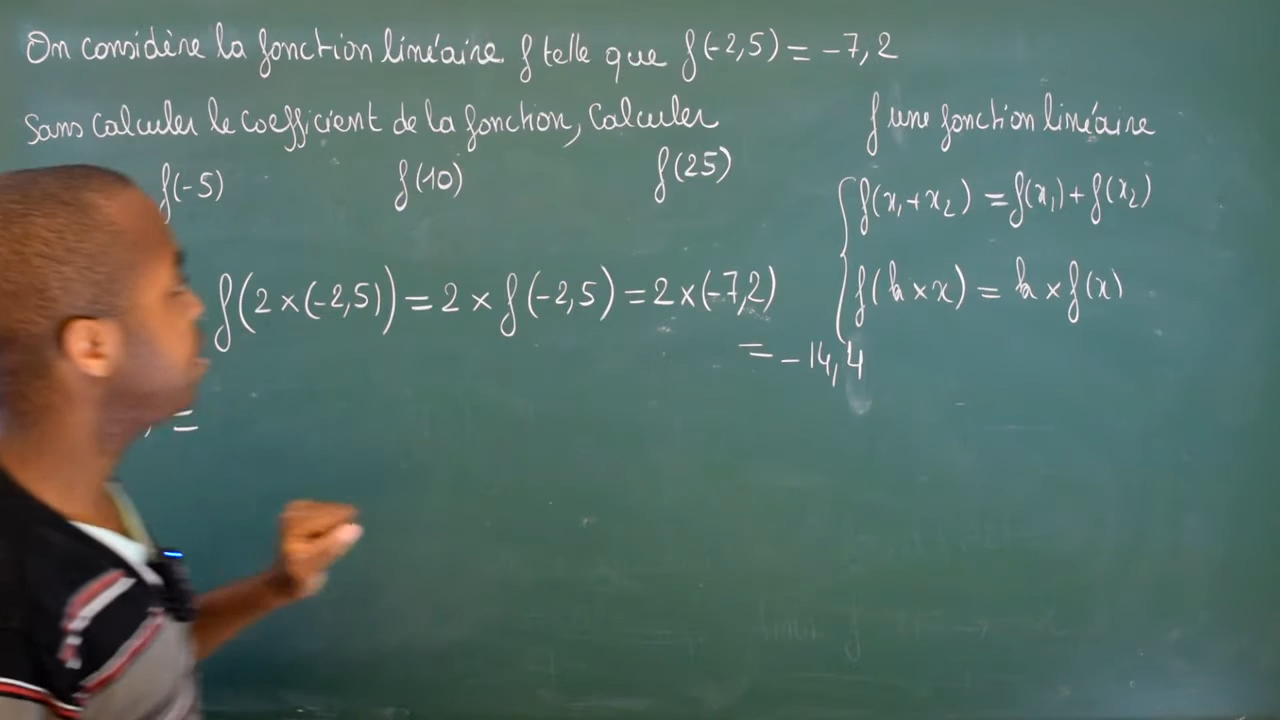 On considère la fonction linéaire f telle que f(-2,5) = -7,2
Sans calculer le coefficient de la fonction, calculer
f(-5) f(10) f(25)
f(2×(-2,5)) = 2 × f(-2,5) = 2×(-7,2)
= -14,4
=
f une fonction linéaire
f(x₁+x₂) = f(x₁)+f(x₂)
f(k×x) = k×f(x)